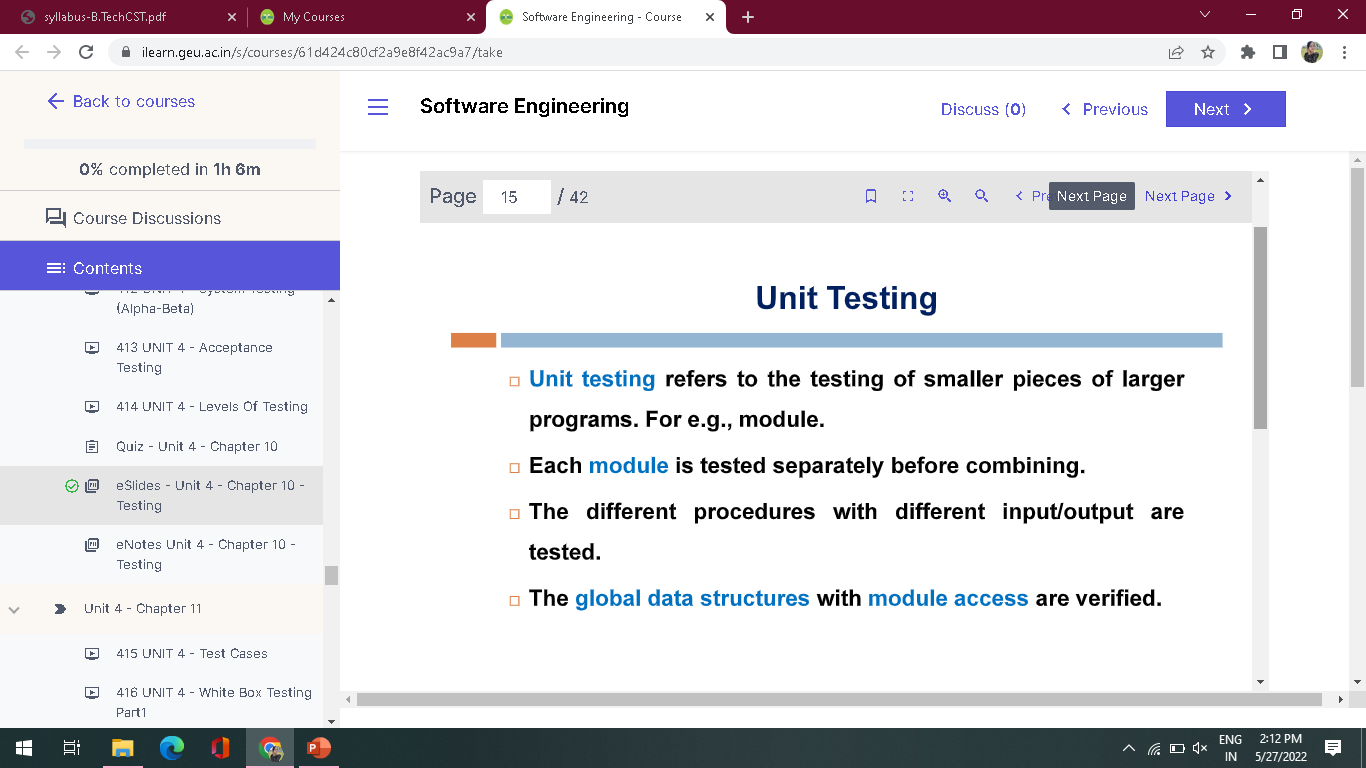 syllabus-B.TechCST.pdf
My Courses
Software Engineering - Course
ilearn.geu.ac.in/s/courses/61d424c80cf2a9e8f42ac9a7/take
Back to courses
0% completed in 1h 6m
Course Discussions
Contents
(Alpha-Beta)
413 UNIT 4 - Acceptance
Testing
414 UNIT 4 - Levels Of Testing
Quiz - Unit 4 - Chapter 10
eSlides - Unit 4 - Chapter 10 -
Testing
eNotes Unit 4 - Chapter 10 -
Testing
Unit 4 - Chapter 11
415 UNIT 4 - Test Cases
416 UNIT 4 - White Box Testing
Part1
Software Engineering
Discuss (0)
Previous
Next
Page 15 / 42
Pre
Next Page
Next Page
Unit Testing
Unit testing refers to the testing of smaller pieces of larger
programs. For e.g., module.
Each module is tested separately before combining.
The different procedures with different input/output are
tested.
The global data structures with module access are verified.
ENG
IN
2:12 PM
5/27/2022